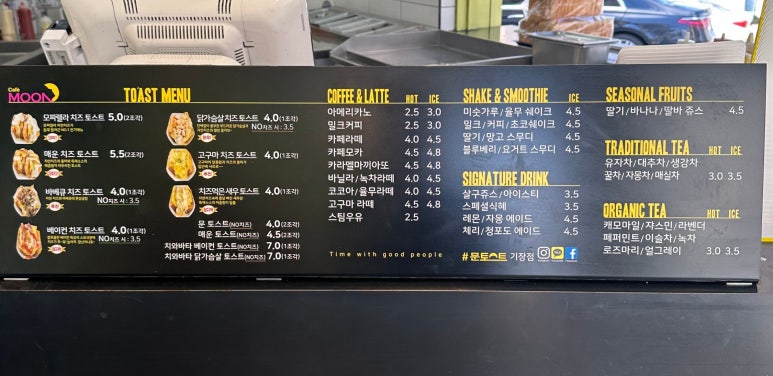 Café
MOON
TOAST MENU
모짜렐라 치즈 토스트 5.0(2조각)
매운 치즈 토스트 5.5(2조각)
바베큐 치즈 토스트 4.0(1조각)
NO치즈 시 : 3.5
베이컨 치즈 토스트 4.0(1조각)
NO치즈 시 : 3.5
닭가슴살 치즈 토스트 4.0(1조각)
NO치즈 시 : 3.5
고구마 치즈 토스트 4.0(1조각)
치즈먹은새우 토스트 4.0(1조각)
문 토스트(NO치즈) 4.0(2조각)
매운 토스트(NO치즈) 4.5(2조각)
치와바타 베이컨 토스트(NO치즈) 7.0(1조각)
치와바타 닭가슴살 토스트(NO치즈) 7.0(1조각)
COFFEE & LATTE HOT ICE
아메리카노 2.5 3.0
밀크커피 2.5 3.0
카페라떼 4.0 4.5
카페모카 4.5 4.8
카라멜마끼아또 4.5 4.8
바닐라/녹차라떼 4.0 4.5
코코아/율무라떼 4.0 4.5
고구마 라떼 4.5 4.8
스팀우유 2.5
Time with good people
SHAKE & SMOOTHIE ICE
미숫가루/율무 쉐이크 4.5
밀크/커피/초코쉐이크 4.5
딸기/망고 스무디 4.5
블루베리/요거트 스무디 4.5
SIGNATURE DRINK
살구쥬스/아이스티 3.5
스페셜식혜 3.5
레몬/자몽 에이드 4.5
체리/청포도 에이드 4.5
#문토스트 기장점
SEASONAL FRUITS
딸기/바나나/딸바 쥬스 4.5
TRADITIONAL TEA HOT ICE
유자차/대추차/생강차
꿀차/자몽차/매실차 3.0 3.5
ORGANIC TEA HOT ICE
캐모마일/쟈스민/라벤더
페퍼민트/이슬차/녹차
로즈마리/얼그레이 3.0 3.5